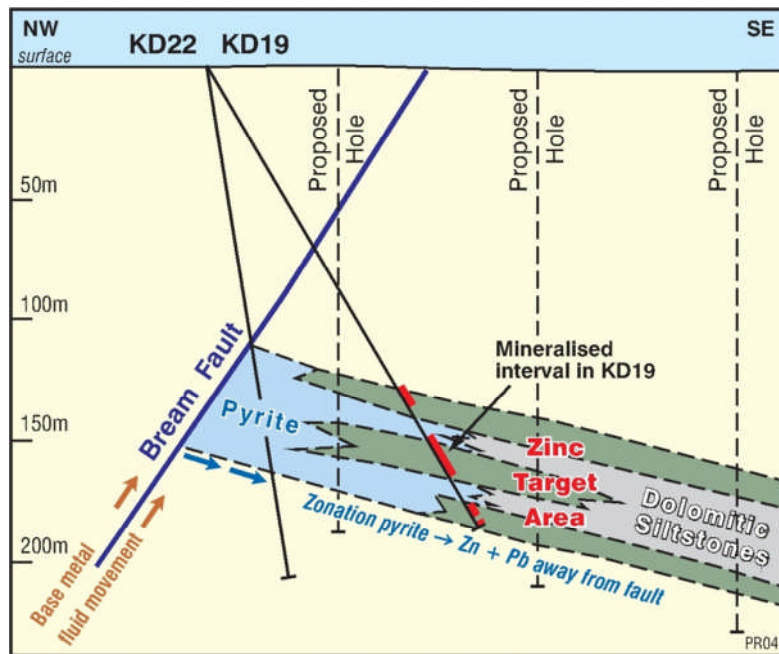 NW
SE
surface
KD22 KD19
Proposed
Hole
Proposed
Hole
Proposed
Hole
50m
100m
150m
200m
Bream Fault
Pyrite
Mineralised
interval in KD19
Zinc
Target
Area
Dolomitic
Siltstones
Zonation pyrite → Zn + Pb away from fault
Base metal
fluid movement
PR04